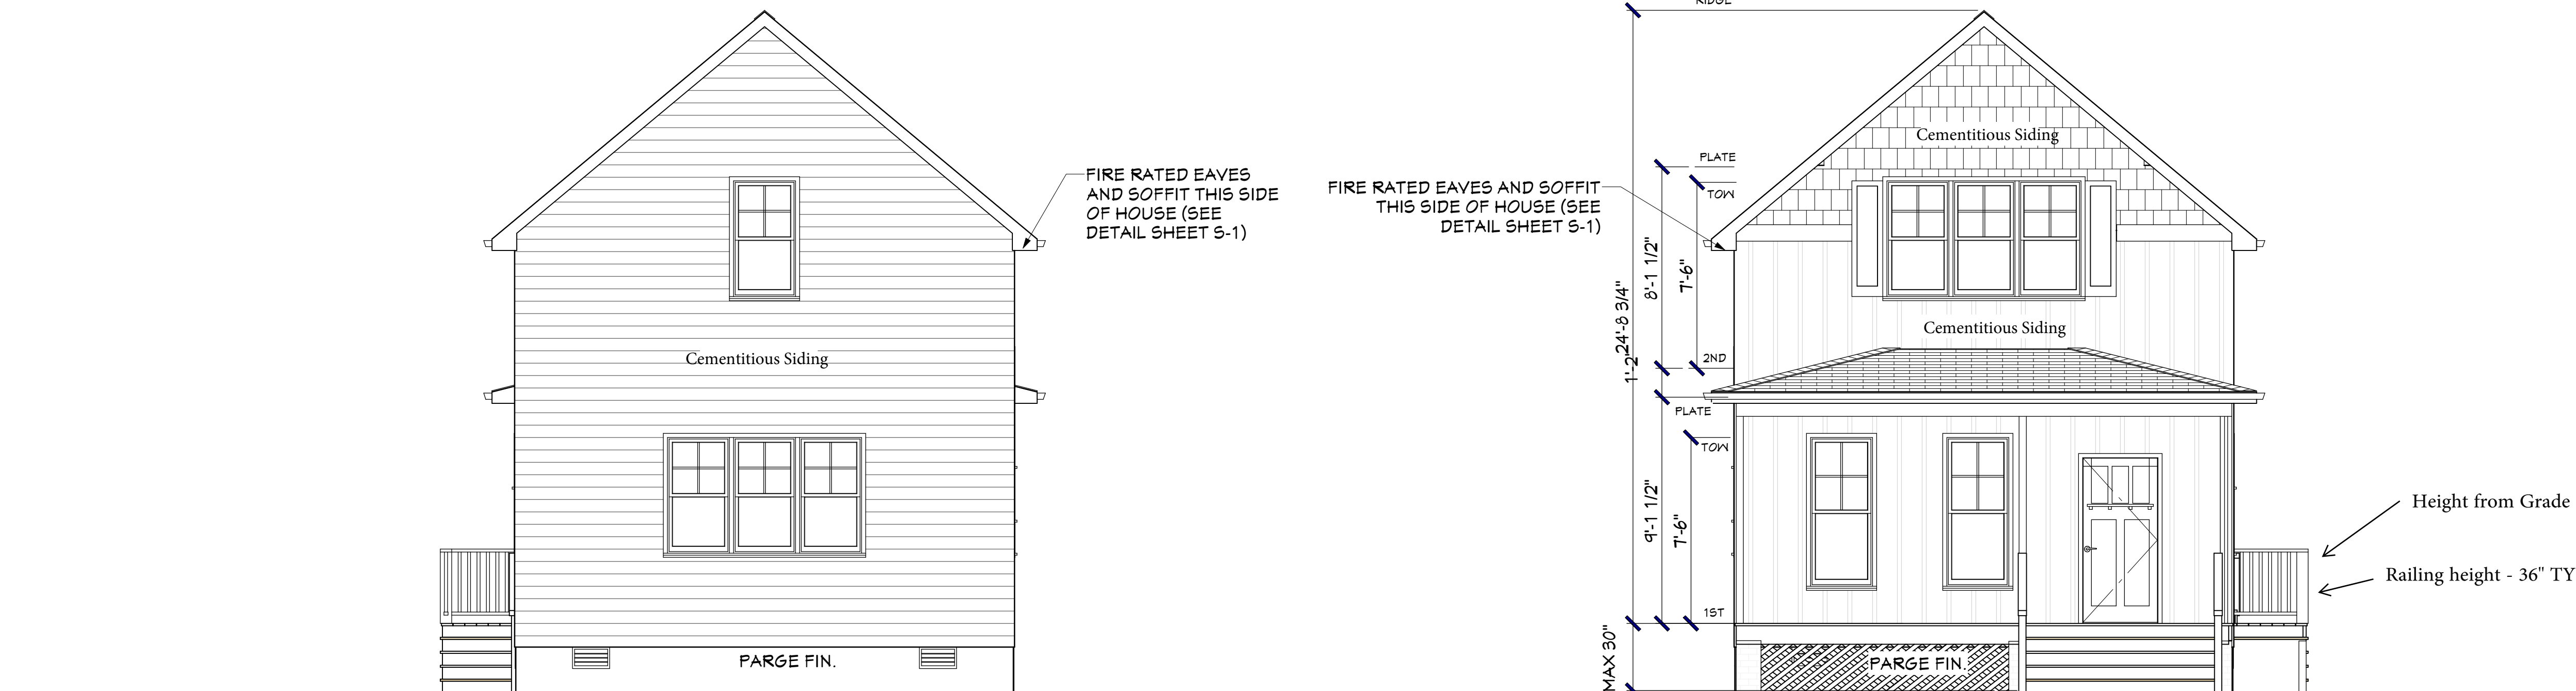 FIRE RATED EAVES
AND SOFFIT THIS SIDE
OF HOUSE (SEE
DETAIL SHEET S-1)
Cementitious Siding
PARGE FIN.
RIDGE
Cementitious Siding
PLATE
TOW
FIRE RATED EAVES AND SOFFIT
THIS SIDE OF HOUSE (SEE
DETAIL SHEET S-1)
8'-1 1/2"
7'-6"
24'-8 3/4"
1'-2"
Cementitious Siding
2ND
PLATE
TOW
9'-1 1/2"
7'-6"
1ST
MAX 30"
PARGE FIN.
Height from Grade
Railing height - 36" TY